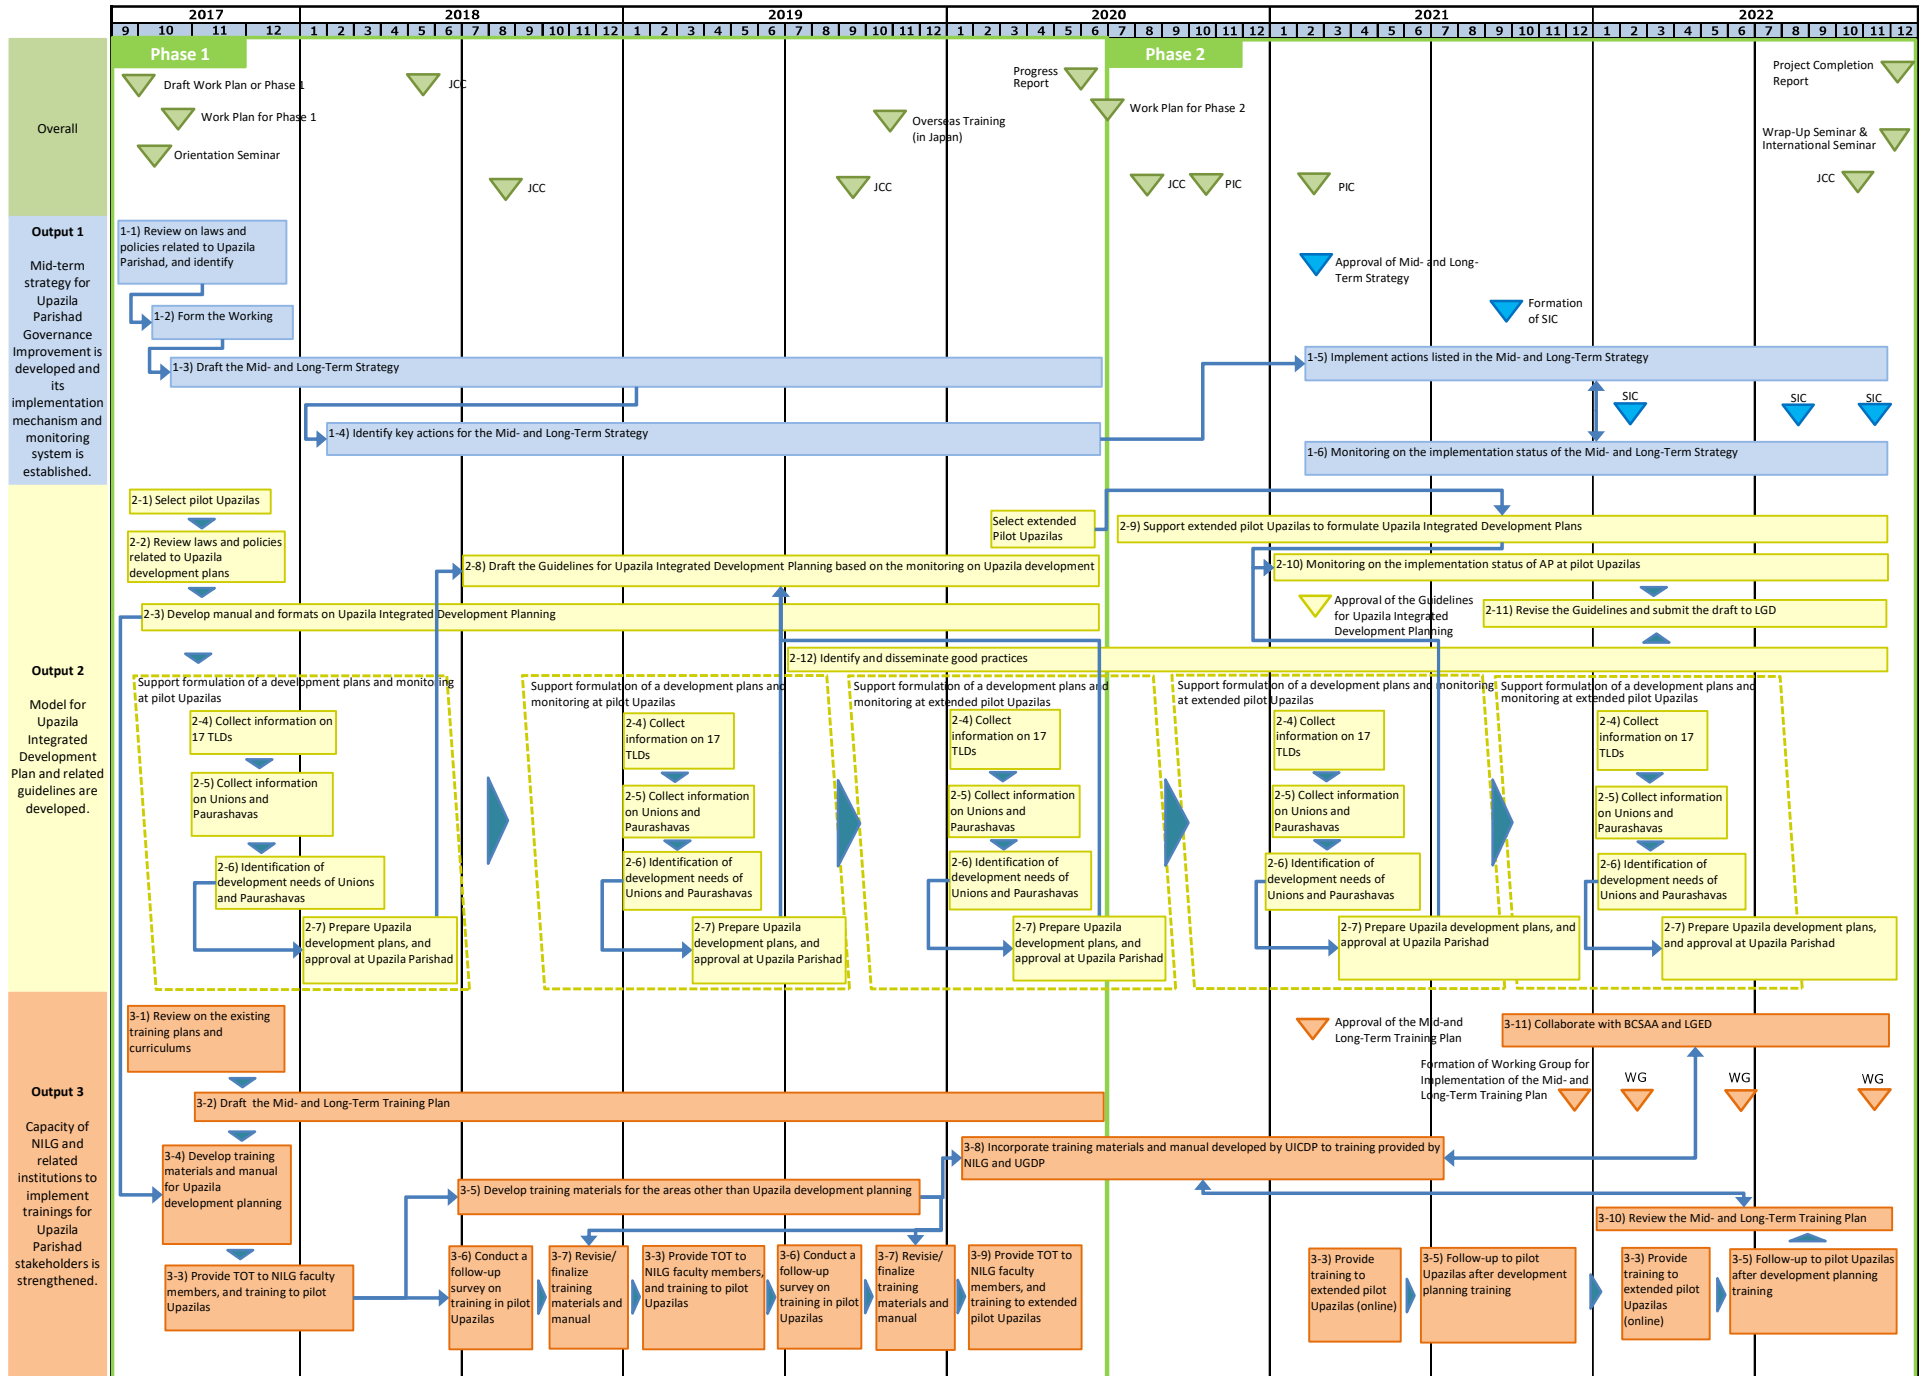 2017 2018 2019 2020 2021 2022
9 10 11 12 1 2 3 4 5 6 7 8 9 10 11 12 1 2 3 4 5 6 7 8 9 10 11 12 1 2 3 4 5 6 7 8 9 10 11 12 1 2 3 4 5 6 7 8 9 10 11 12 1 2 3 4 5 6 7 8 9 10 11 12
Phase 1
Phase 2
Overall
Draft Work Plan or Phase 1
Work Plan for Phase 1
Orientation Seminar
JCC
JCC
Overseas Training
(in Japan)
JCC
Progress
Report
Work Plan for Phase 2
JCC
PIC
PIC
Project Completion
Report
Wrap-Up Seminar &
International Seminar
JCC
Output 1
Mid-term
strategy for
Upazila
Parishad
Governance
Improvement is
developed and
its
implementation
mechanism and
monitoring
system is
established.
1-1) Review on laws and
policies related to Upazila
Parishad, and identify
1-2) Form the Working
1-3) Draft the Mid- and Long-Term Strategy
1-4) Identify key actions for the Mid- and Long-Term Strategy
Approval of Mid- and Long-
Term Strategy
Formation
of SIC
1-5) Implement actions listed in the Mid- and Long-Term Strategy
SIC
SIC
SIC
1-6) Monitoring on the implementation status of the Mid- and Long-Term Strategy
Output 2
Model for
Upazila
Integrated
Development
Plan and related
guidelines are
developed.
2-1) Select pilot Upazilas
2-2) Review laws and policies
related to Upazila
development plans
2-8) Draft the Guidelines for Upazila Integrated Development Planning based on the monitoring on Upazila development
2-3) Develop manual and formats on Upazila Integrated Development Planning
Select extended
Pilot Upazilas
2-9) Support extended pilot Upazilas to formulate Upazila Integrated Development Plans
2-10) Monitoring on the implementation status of AP at pilot Upazilas
Approval of the Guidelines
for Upazila Integrated
Development Planning
2-11) Revise the Guidelines and submit the draft to LGD
2-12) Identify and disseminate good practices
Support formulation of a development plans and monitoring
at pilot Upazilas
2-4) Collect information on
17 TLDs
2-5) Collect information
on Unions and
Paurashavas
2-6) Identification of
development needs of Unions
and Paurashavas
2-7) Prepare Upazila
development plans, and
approval at Upazila Parishad
Support formulation of a development plans and
monitoring at pilot Upazilas
2-4) Collect
information on 17
TLDs
2-5) Collect information
on Unions and
Paurashavas
2-6) Identification of
development needs of
Unions and Paurashavas
2-7) Prepare Upazila
development plans, and
approval at Upazila Parishad
Support formulation of a development plans and
monitoring at extended pilot Upazilas
2-4) Collect
information on 17
TLDs
2-5) Collect information
on Unions and
Paurashavas
2-6) Identification of
development needs of
Unions and Paurashavas
2-7) Prepare Upazila
development plans, and
approval at Upazila Parishad
Support formulation of a development plans and monitoring
at extended pilot Upazilas
2-4) Collect
information on 17
TLDs
2-5) Collect information
on Unions and
Paurashavas
2-6) Identification of
development needs of
Unions and Paurashavas
2-7) Prepare Upazila development plans, and
approval at Upazila Parishad
Support formulation of a development plans and
monitoring at extended pilot Upazilas
2-4) Collect
information on 17
TLDs
2-5) Collect information
on Unions and
Paurashavas
2-6) Identification of
development needs of
Unions and Paurashavas
2-7) Prepare Upazila development plans,
and approval at Upazila Parishad
Output 3
Capacity of
NILG and
related
institutions to
implement
trainings for
Upazila
Parishad
stakeholders is
strengthened.
3-1) Review on the existing
training plans and
curriculums
3-2) Draft the Mid- and Long-Term Training Plan
3-4) Develop training
materials and manual
for Upazila
development planning
3-3) Provide TOT to NILG faculty
members, and training to pilot
Upazilas
3-5) Develop training materials for the areas other than Upazila development planning
3-6) Conduct a
follow-up
survey on
training in pilot
Upazilas
3-7) Revisie/
finalize
training
materials and
manual
3-3) Provide TOT to
NILG faculty members,
and training to pilot
Upazilas
3-6) Conduct a
follow-up
survey on
training in pilot
Upazilas
3-7) Revisie/
finalize
training
materials and
manual
3-9) Provide TOT to
NILG faculty
members, and
training to extended
pilot Upazilas
3-8) Incorporate training materials and manual developed by UICDP to training provided by
NILG and UGDP
Approval of the Mid-and
Long-Term Training Plan
3-11) Collaborate with BCSAA and LGED
Formation of Working Group for
Implementation of the Mid- and
Long-Term Training Plan
WG
WG
WG
3-10) Review the Mid- and Long-Term Training Plan
3-3) Provide
training to
extended pilot
Upazilas (online)
3-5) Follow-up to pilot
Upazilas after development
planning training
3-3) Provide
training to
extended pilot
Upazilas
(online)
3-5) Follow-up to pilot Upazilas
after development planning
training